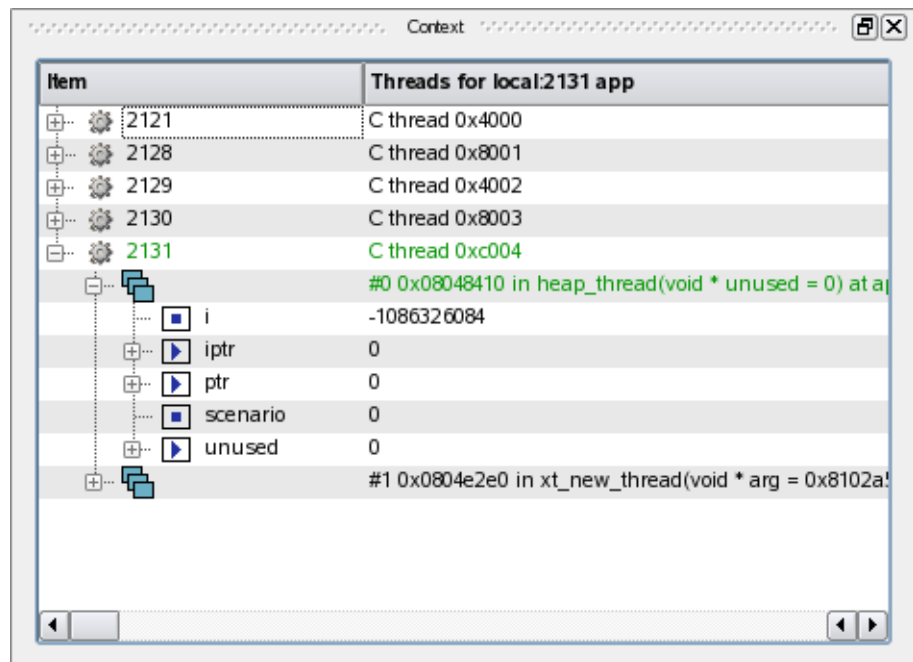 Context
Item Threads for local:2131 app
2121 C thread 0x4000
2128 C thread 0x8001
2129 C thread 0x4002
2130 C thread 0x8003
2131 C thread 0xc004
#0 0x08048410 in heap_thread(void * unused = 0) at
i -1086326084
iptr 0
ptr 0
scenario 0
unused 0
#1 0x0804e2e0 in xt_new_thread(void * arg = 0x8102a